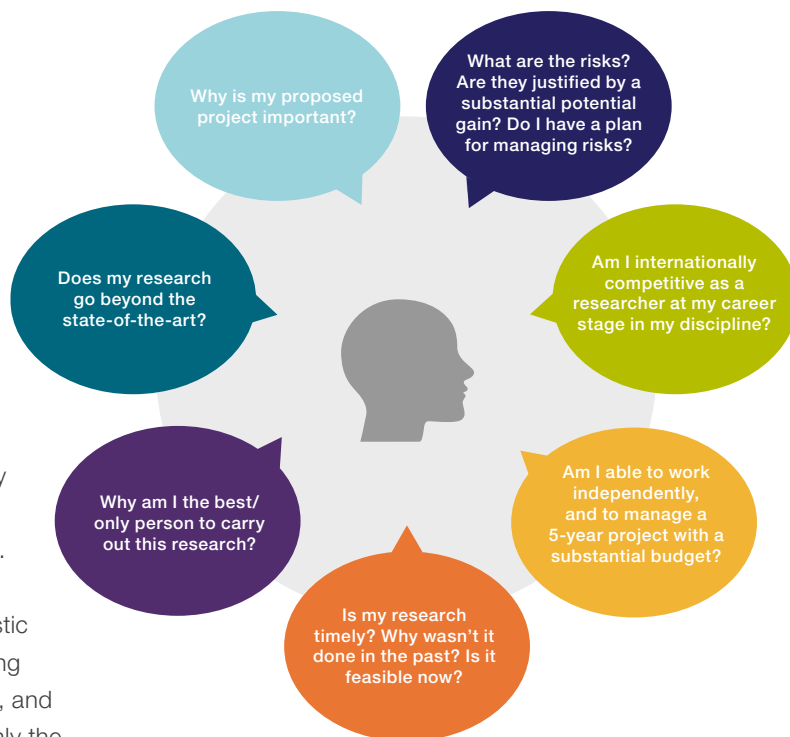 Why is my proposed
project important?
What are the risks?
Are they justified by a
substantial potential
gain? Do I have a plan
for managing risks?
Does my research
go beyond the
state-of-the-art?
Am I internationally
competitive as a
researcher at my career
stage in my discipline?
Why am I the best/
only person to carry
out this research?
Am I able to work
independently,
and to manage a
5-year project with a
substantial budget?
Is my research
timely? Why wasn't it
done in the past? Is it
feasible now?
, and
the